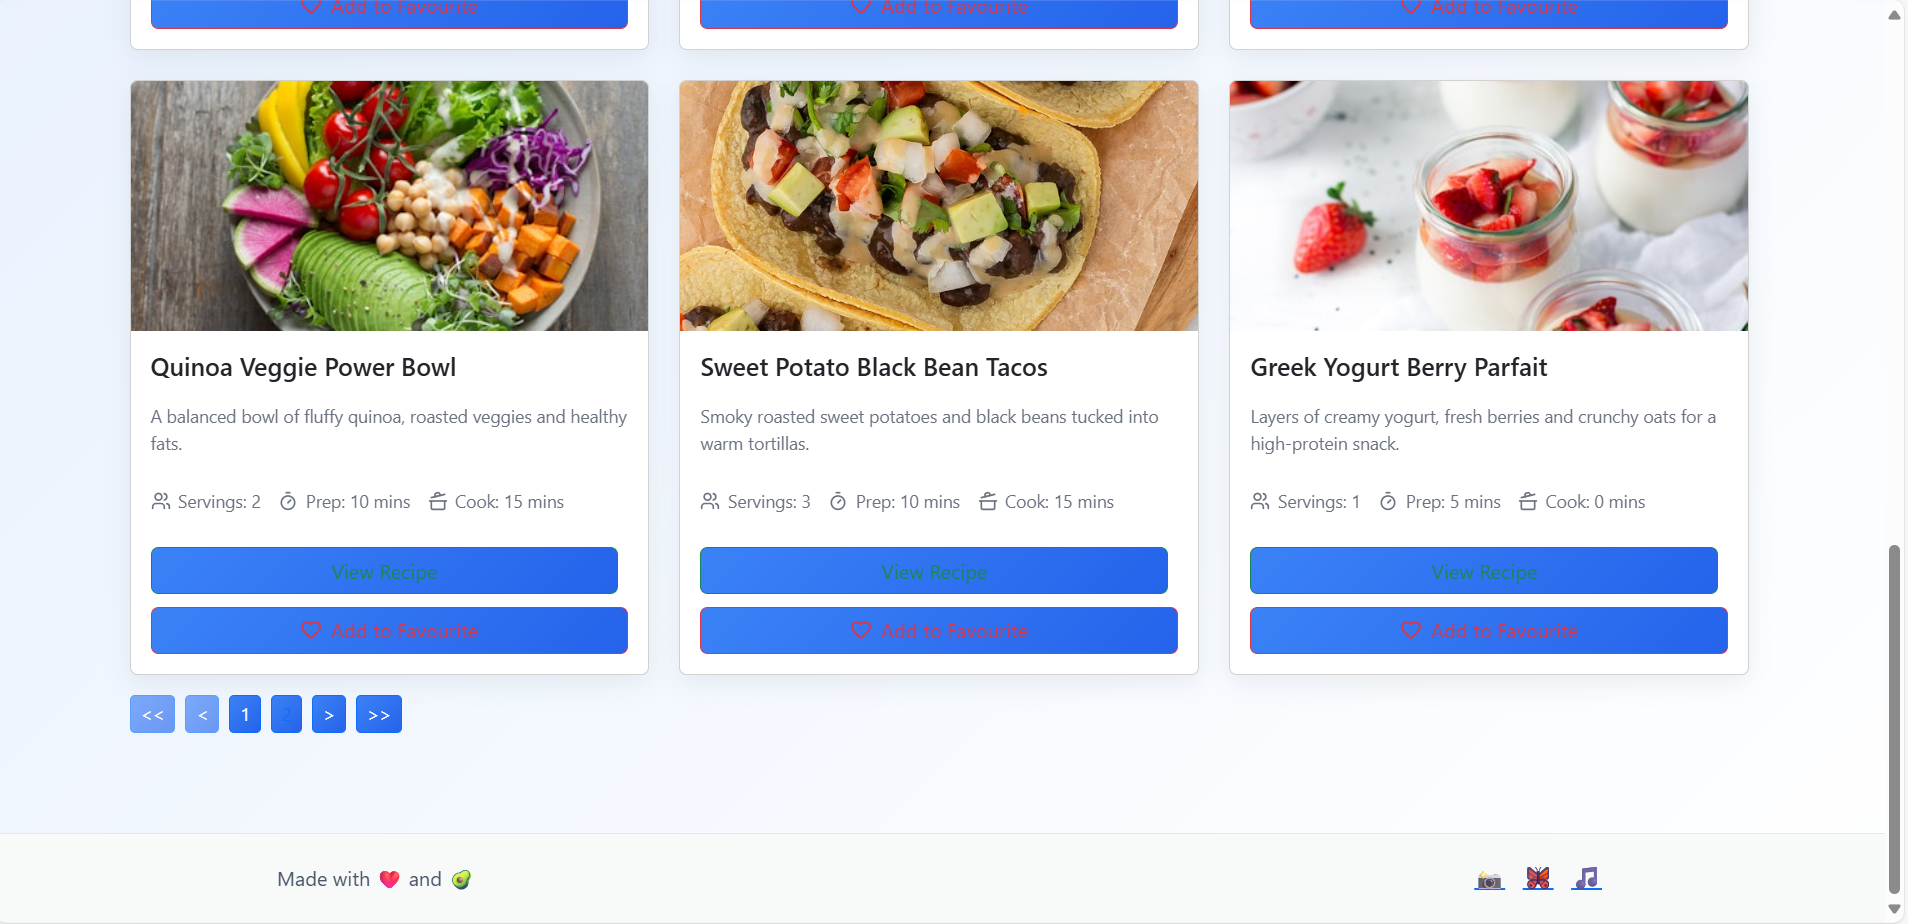 Add to Favourite
Add to Favourite
Add to Favourite
Quinoa Veggie Power Bowl
A balanced bowl of fluffy quinoa, roasted veggies and healthy
fats.
Servings: 2 Prep: 10 mins Cook: 15 mins
View Recipe
Add to Favourite
Sweet Potato Black Bean Tacos
Smoky roasted sweet potatoes and black beans tucked into
warm tortillas.
Servings: 3 Prep: 10 mins Cook: 15 mins
View Recipe
Add to Favourite
Greek Yogurt Berry Parfait
Layers of creamy yogurt, fresh berries and crunchy oats for a
high-protein snack.
Servings: 1 Prep: 5 mins Cook: 0 mins
View Recipe
Add to Favourite
<< < 1 2 > >>
Made with ❤️ and 🥑